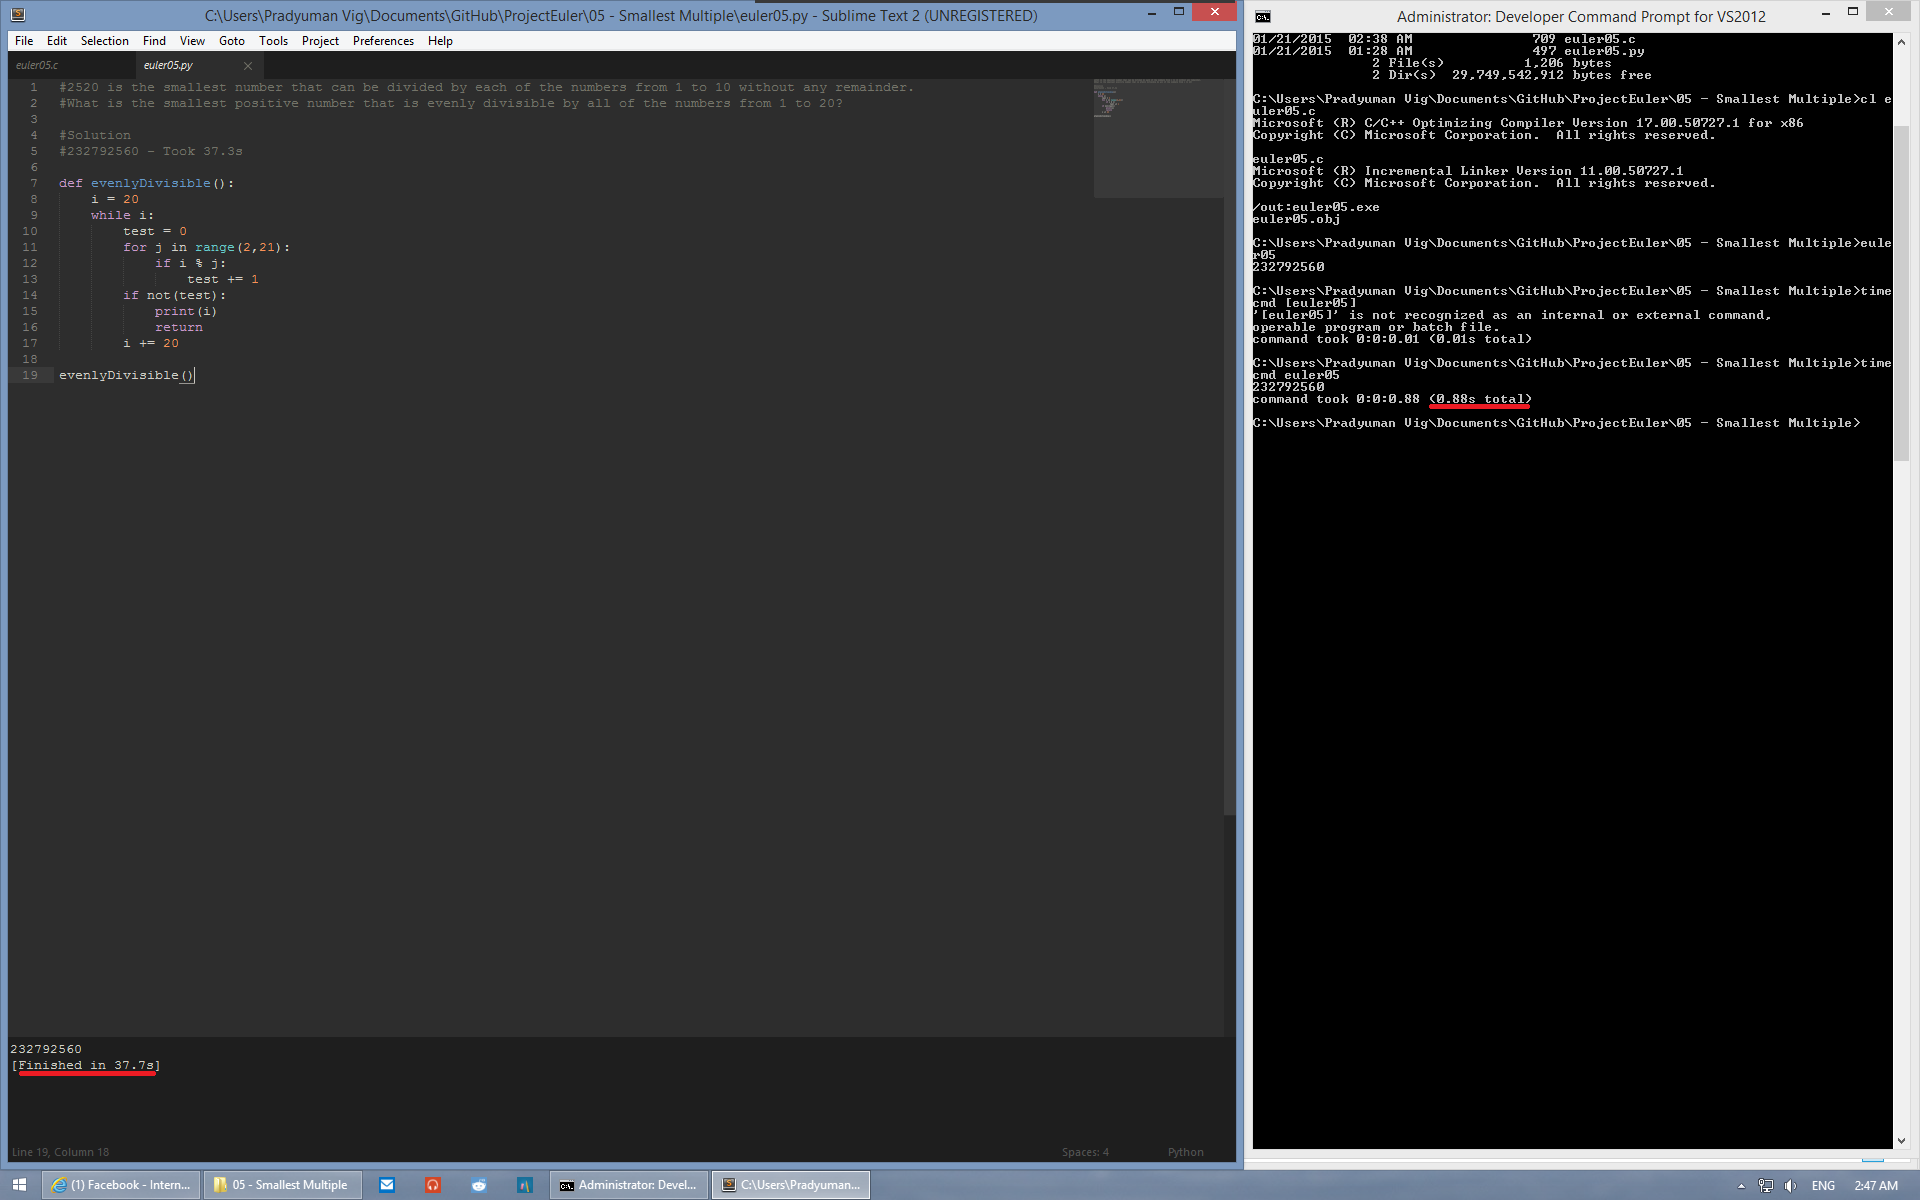 C:\Users\Pradyuman Vig\Documents\GitHub\ProjectEuler\05 - Smallest Multiple\euler05.py - Sublime Text 2 (UNREGISTERED)
File Edit Selection Find View Goto Tools Project Preferences Help
euler05.c euler05.py
1 #2520 is the smallest number that can be divided by each of the numbers from 1 to 10 without any remainder.
2 #What is the smallest positive number that is evenly divisible by all of the numbers from 1 to 20?
3
4 #Solution
5 #232792560 - Took 37.3s
6
7 def evenlyDivisible():
8     i = 20
9     while i:
10         test = 0
11         for j in range(2,21):
12             if i % j:
13                 test += 1
14         if not(test):
15             print(i)
16             return
17         i += 20
18
19 evenlyDivisible()
232792560
[Finished in 37.7s]
Line 19, Column 18 Spaces: 4 Python
Administrator: Developer Command Prompt for VS2012
01/21/2015  02:38 AM               709 euler05.c
01/21/2015  01:28 AM               497 euler05.py
2 File(s)          1,206 bytes
2 Dir(s)  29,749,542,912 bytes free
C:\Users\Pradyuman Vig\Documents\GitHub\ProjectEuler\05 - Smallest Multiple>cl e
uler05.c
Microsoft (R) C/C++ Optimizing Compiler Version 17.00.50727.1 for x86
Copyright (C) Microsoft Corporation.  All rights reserved.
euler05.c
Microsoft (R) Incremental Linker Version 11.00.50727.1
Copyright (C) Microsoft Corporation.  All rights reserved.
/out:euler05.exe
euler05.obj
C:\Users\Pradyuman Vig\Documents\GitHub\ProjectEuler\05 - Smallest Multiple>eule
r05
232792560
C:\Users\Pradyuman Vig\Documents\GitHub\ProjectEuler\05 - Smallest Multiple>time
cmd [euler05]
'[euler05]' is not recognized as an internal or external command,
operable program or batch file.
command took 0:0:0.01 (0.01s total)
C:\Users\Pradyuman Vig\Documents\GitHub\ProjectEuler\05 - Smallest Multiple>time
cmd euler05
232792560
command took 0:0:0.88 (0.88s total)
C:\Users\Pradyuman Vig\Documents\GitHub\ProjectEuler\05 - Smallest Multiple>
(1) Facebook - Intern... 05 - Smallest Multiple Administrator: Devel... C:\Users\Pradyuman... ENG 2:47 AM